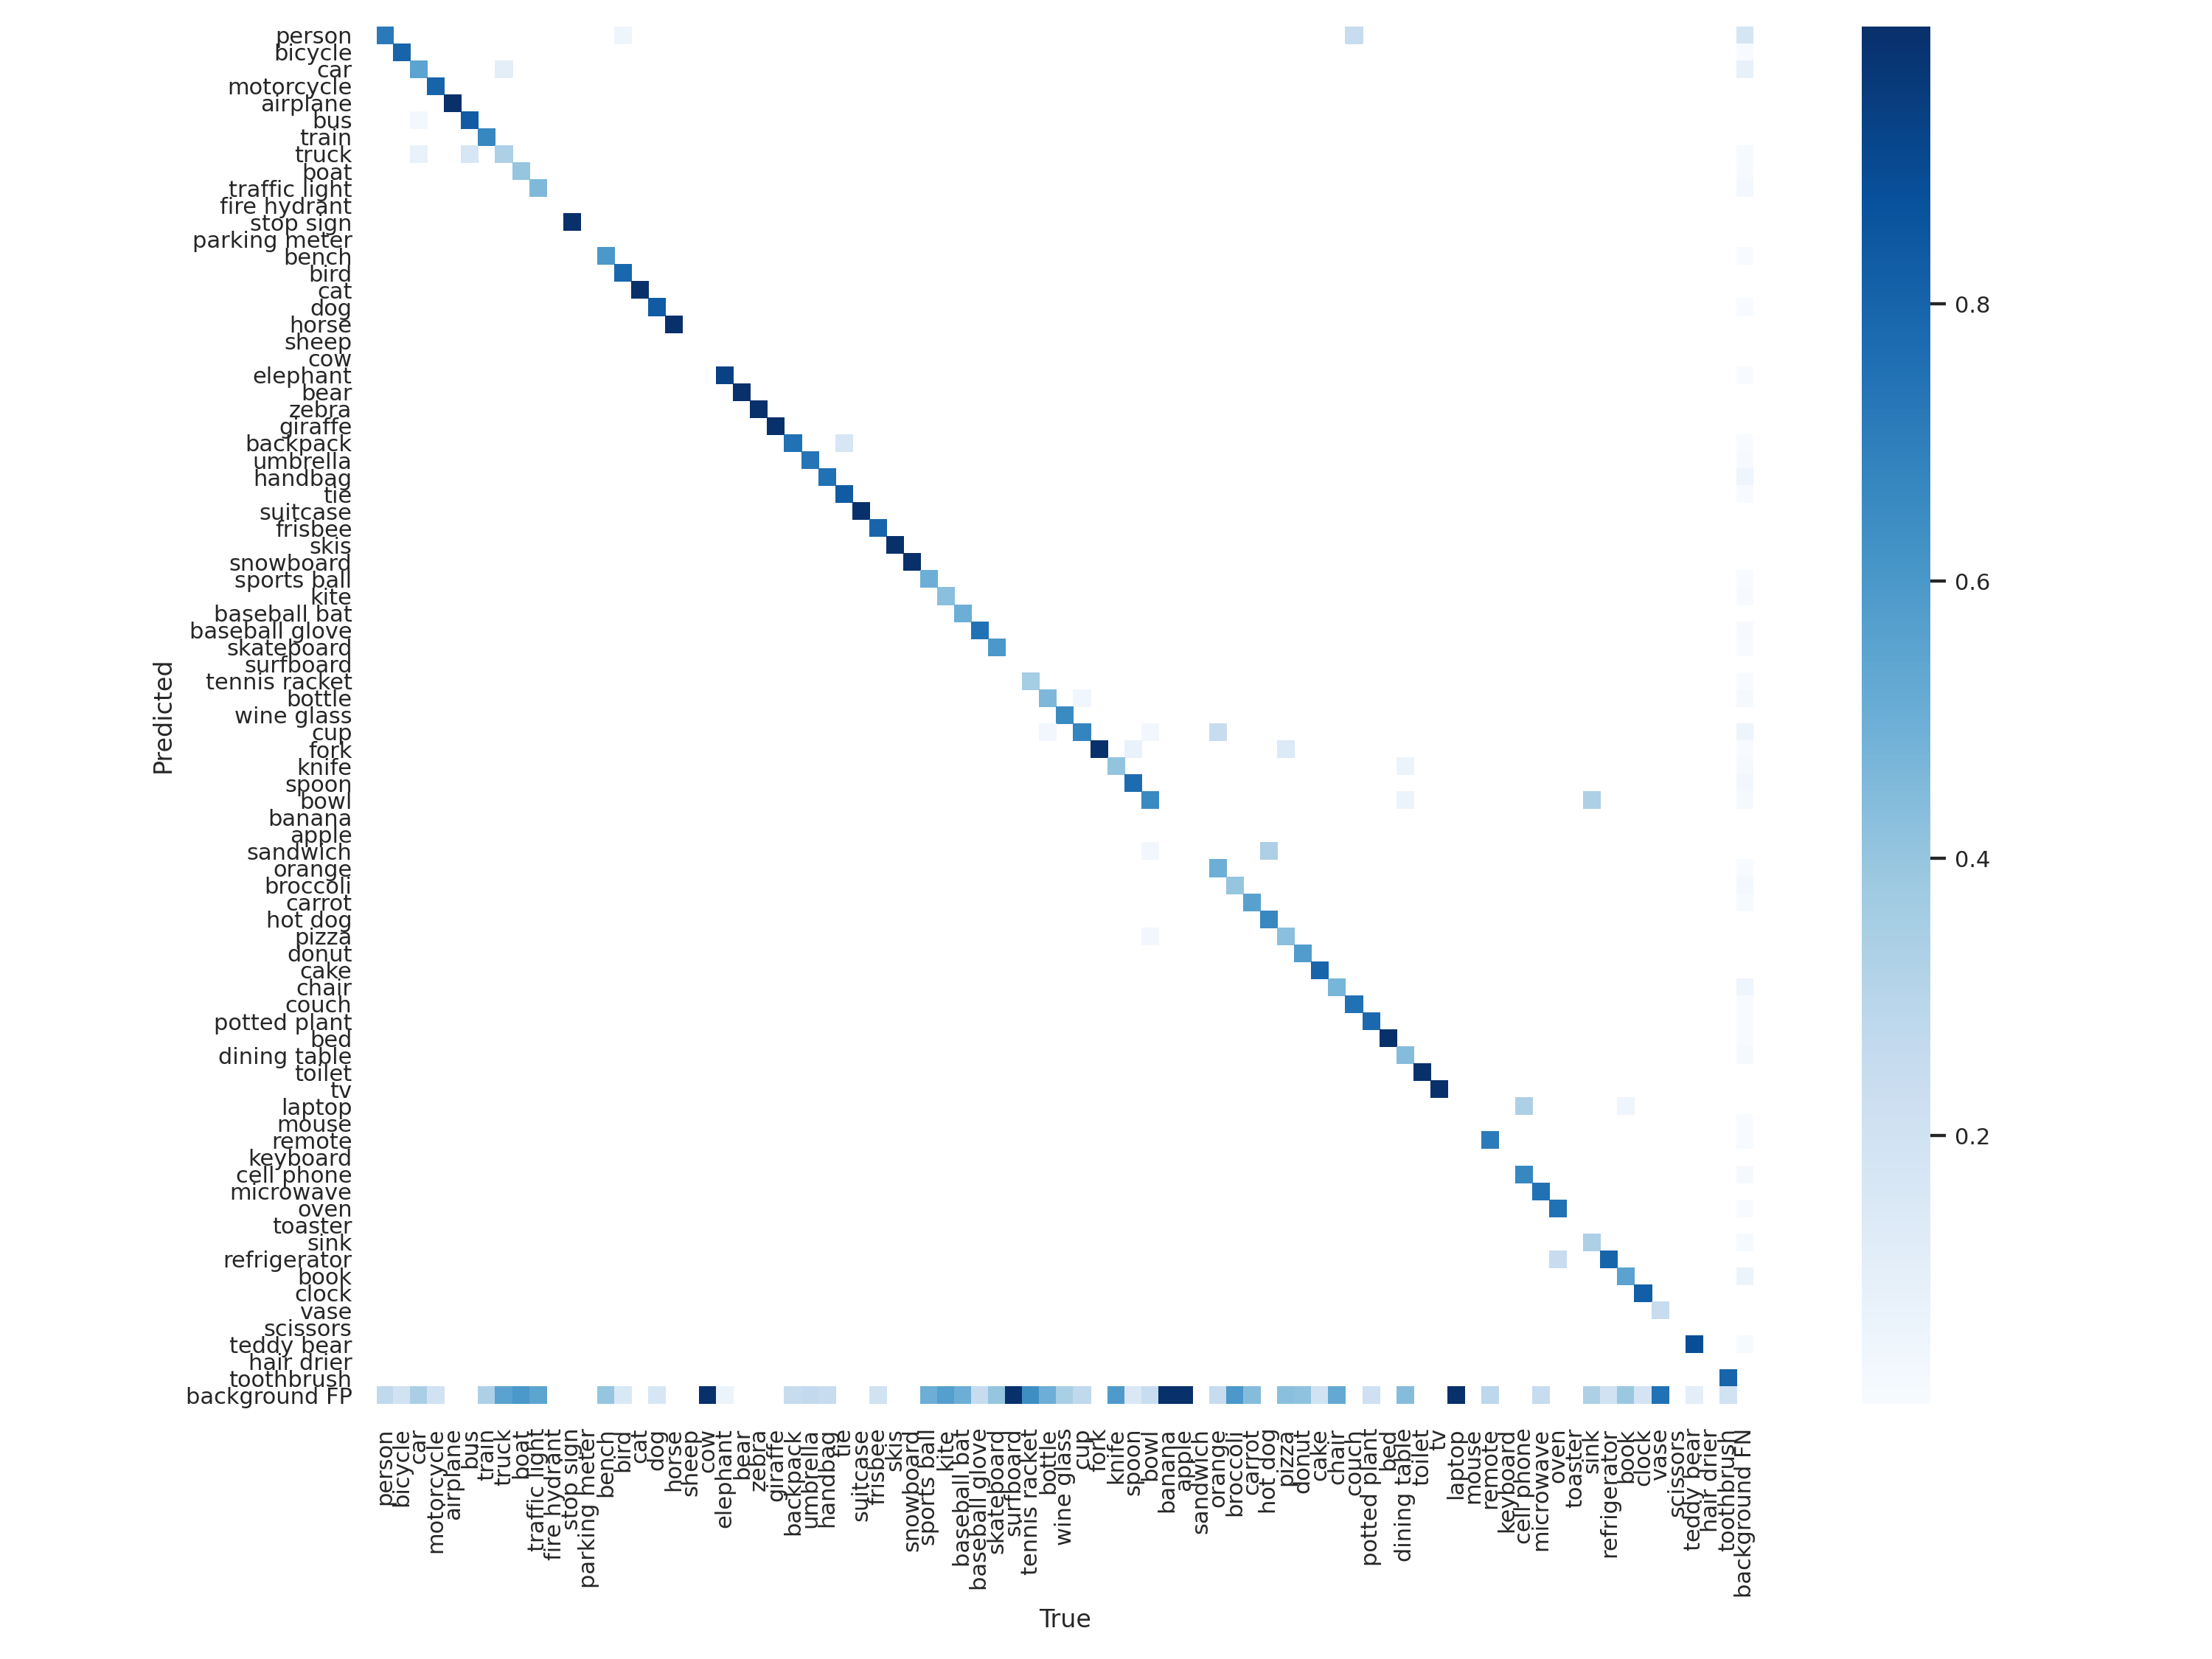 person
bicycle
car
motorcycle
airplane
bus
train
truck
boat
traffic light
fire hydrant
stop sign
parking meter
bench
bird
cat
dog
horse
sheep
cow
elephant
bear
zebra
giraffe
backpack
umbrella
handbag
tie
suitcase
frisbee
skis
snowboard
sports ball
kite
baseball bat
baseball glove
skateboard
surfboard
tennis racket
bottle
wine glass
cup
fork
knife
spoon
bowl
banana
apple
sandwich
orange
broccoli
carrot
hot dog
pizza
donut
cake
chair
couch
potted plant
bed
dining table
toilet
tv
laptop
mouse
remote
keyboard
cell phone
microwave
oven
toaster
sink
refrigerator
book
clock
vase
scissors
teddy bear
hair drier
toothbrush
background FP
Predicted
person
bicycle
car
motorcycle
airplane
bus
train
truck
boat
traffic light
fire hydrant
stop sign
parking meter
bench
bird
cat
dog
horse
sheep
cow
elephant
bear
zebra
giraffe
backpack
umbrella
handbag
tie
suitcase
frisbee
skis
snowboard
sports ball
kite
baseball bat
baseball glove
skateboard
surfboard
tennis racket
bottle
wine glass
cup
fork
knife
spoon
bowl
banana
apple
sandwich
orange
broccoli
carrot
hot dog
pizza
donut
cake
chair
couch
potted plant
bed
dining table
toilet
tv
laptop
mouse
remote
keyboard
cell phone
microwave
oven
toaster
sink
refrigerator
book
clock
vase
scissors
teddy bear
hair drier
toothbrush
background FN
True
0.8
0.6
0.4
0.2